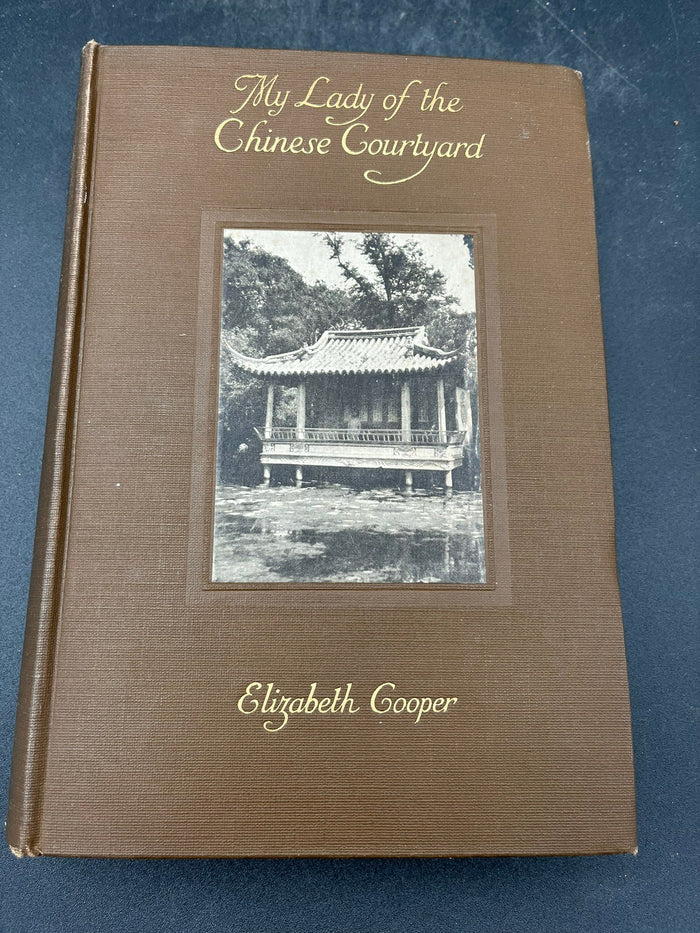 My Lady of the
Chinese Courtyard
Elizabeth Cooper